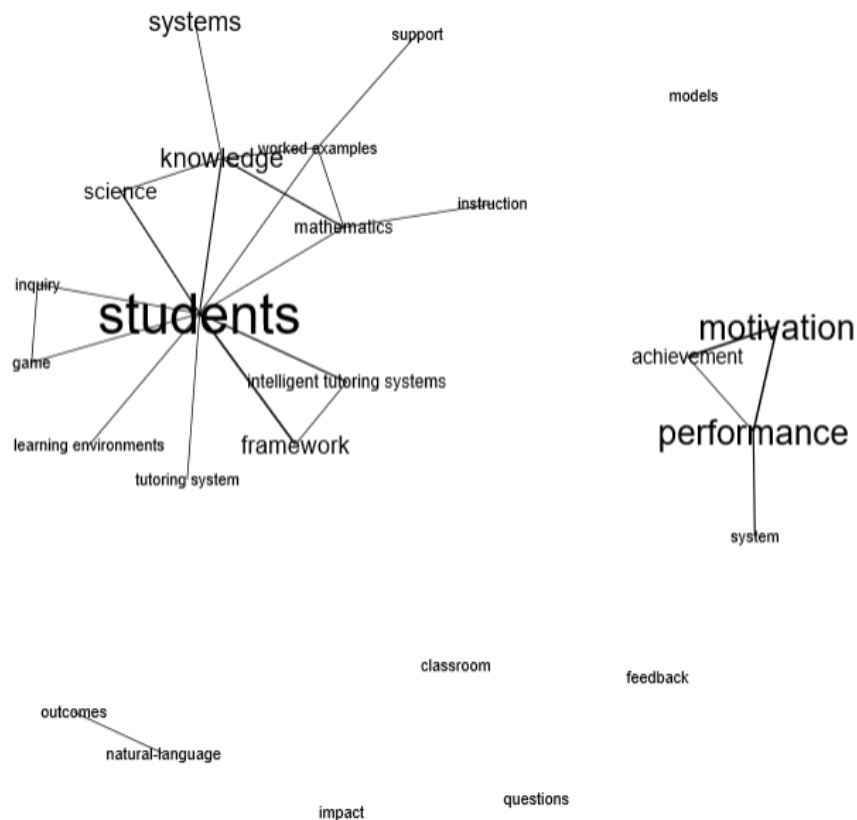 systems
support
models
worked examples
knowledge
science
instruction
mathematics
inquiry
students
motivation
achievement
game
intelligent tutoring systems
performance
learning environments
framework
tutoring system
system
classroom
feedback
outcomes
natural-language
questions
impact